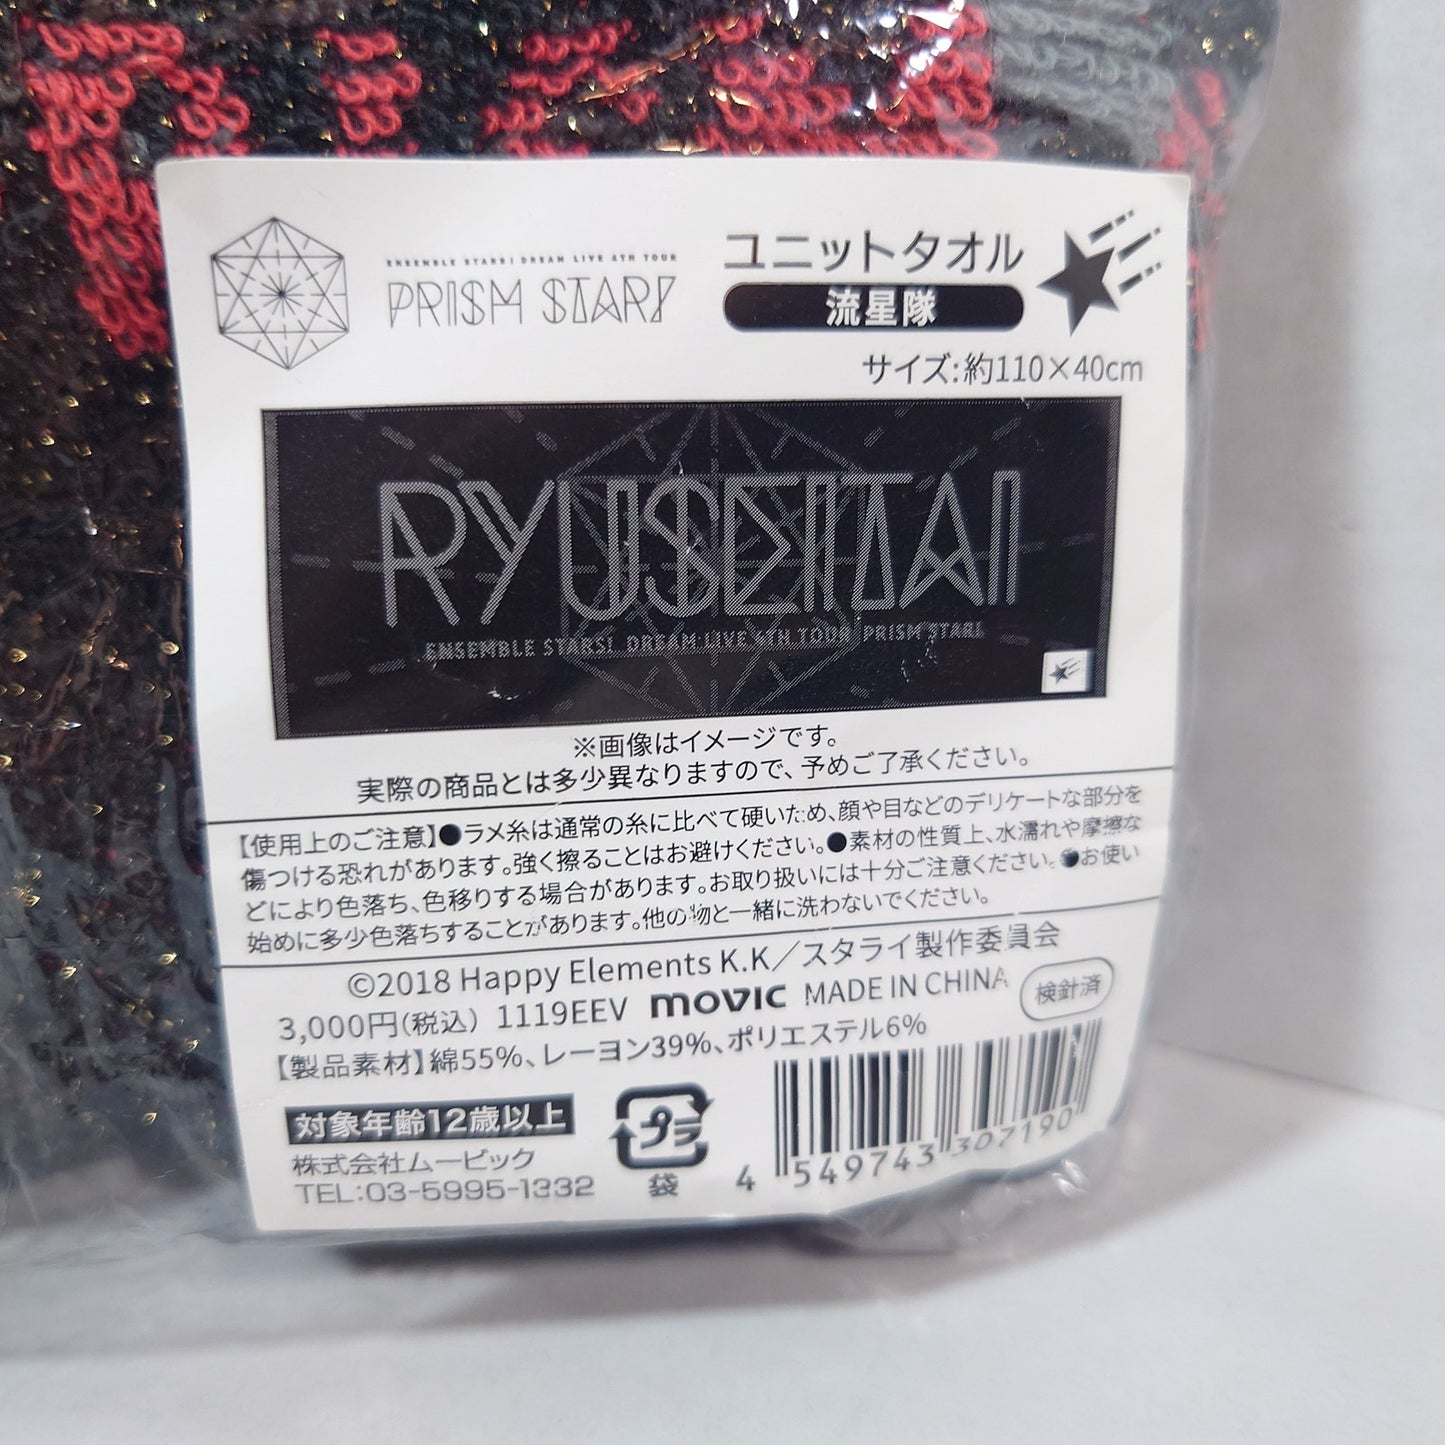 ENSEMBLE STARS! DREAM LIVE 4TH TOUR
PRISM STAR!
ユニットタオル
流星隊
サイズ:約110×40cm
RYUSEITAI
ENSEMBLE STARS! DREAM LIVE 4TH TOUR PRISM STAR!
※画像はイメージです。
実際の商品とは多少異なりますので、予めご了承ください。
【使用上のご注意】●ラメ糸は通常の糸に比べて硬いため、顔や目などのデリケートな部分を
傷つける恐れがあります。強く擦ることはお避けください。●素材の性質上、水濡れや摩擦な
どにより色落ち、色移りする場合があります。お取り扱いには十分ご注意ください。●お使い
始めに多少色落ちすることがあります。他の物と一緒に洗わないでください。
©2018 Happy Elements K.K/スタライ製作委員会
3,000円(税込) 1119EEV movic MADE IN CHINA 検針済
【製品素材】綿55%、レーヨン39%、ポリエステル6%
対象年齢12歳以上
株式会社ムービック
TEL:03-5995-1332
プラ
袋
4 549743 307190